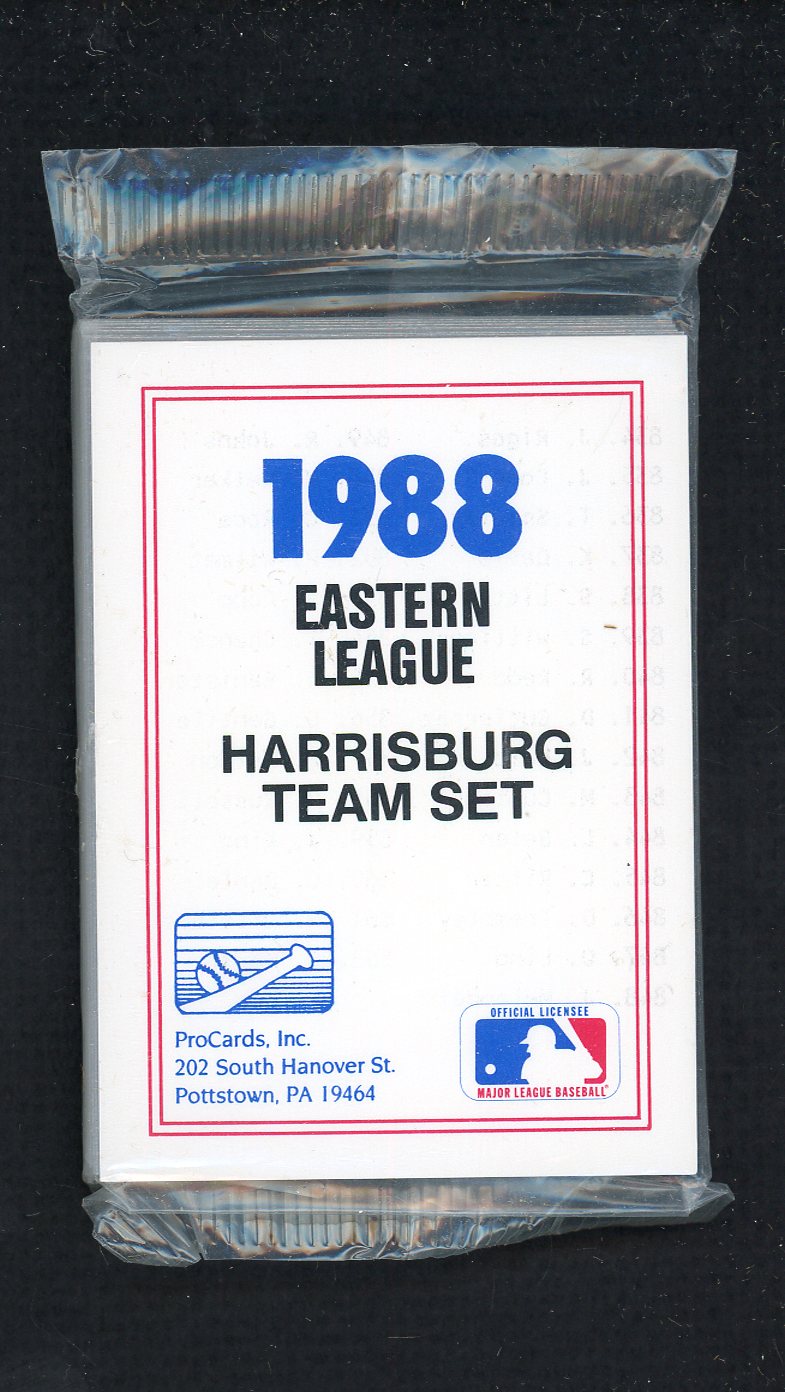 1988
EASTERN
LEAGUE
HARRISBURG
TEAM SET
ProCards, Inc.
202 South Hanover St.
Pottstown, PA 19464
OFFICIAL LICENSEE
MAJOR LEAGUE BASEBALL®